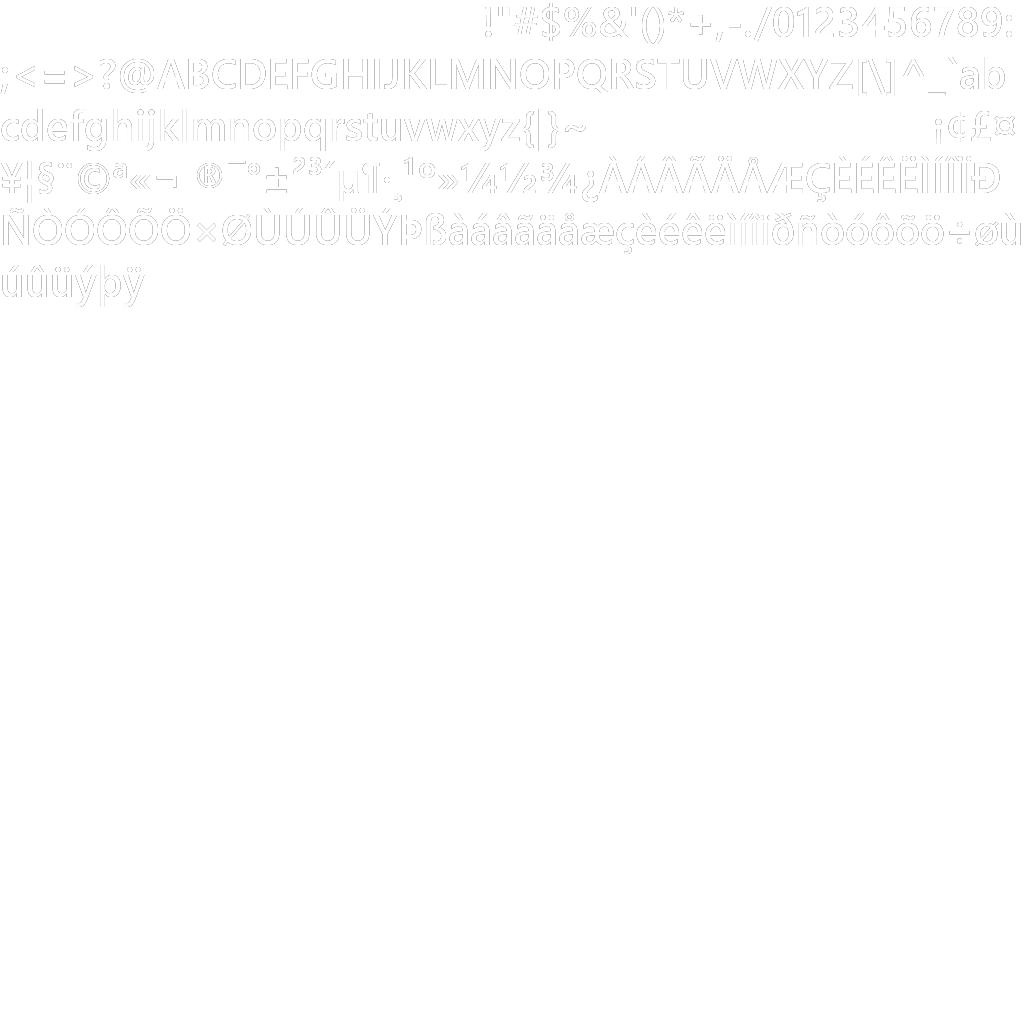 !"#$%&'()*+,-./0123456789:
;<=>?@ABCDEFGHIJKLMNOPQRSTUVWXYZ[\]^_`ab
cdefghijklmnopqrstuvwxyz{|}~ ¡¢£¤
¥¦§¨©ª«¬ ®¯°±²³´µ¶·¸¹º»¼½¾¿ÀÁÂÃÄÅÆÇÈÉÊËÌÍÎÏÐ
ÑÒÓÔÕÖ×ØÙÚÛÜÝÞßàáâãäåæçèéêëìíîïðñòóôõö÷øù
úûüýþÿ